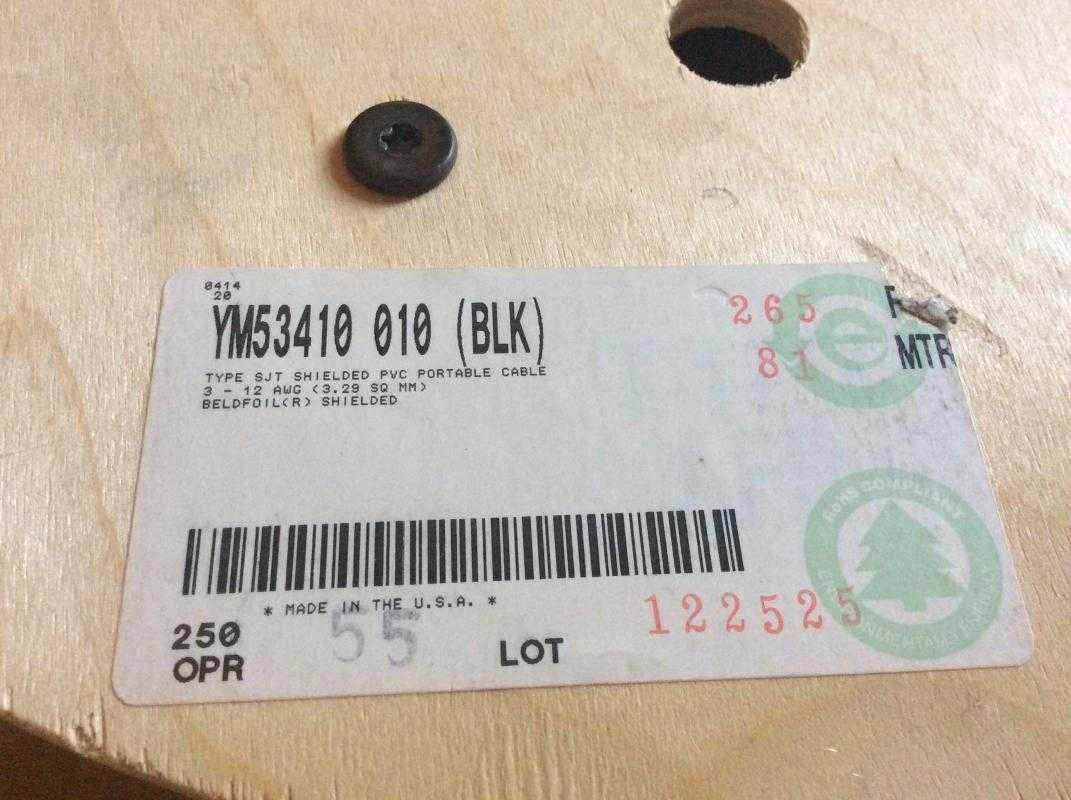 0414
20
YM53410 010 (BLK)
TYPE SJT SHIELDED PVC PORTABLE CABLE
3 - 12 AWG (3.29 SQ MM)
BELDFOIL(R) SHIELDED
265
81 MTR
e
RoHS COMPLIANT
* MADE IN THE U.S.A. *
122525
250
55
OPR
LOT